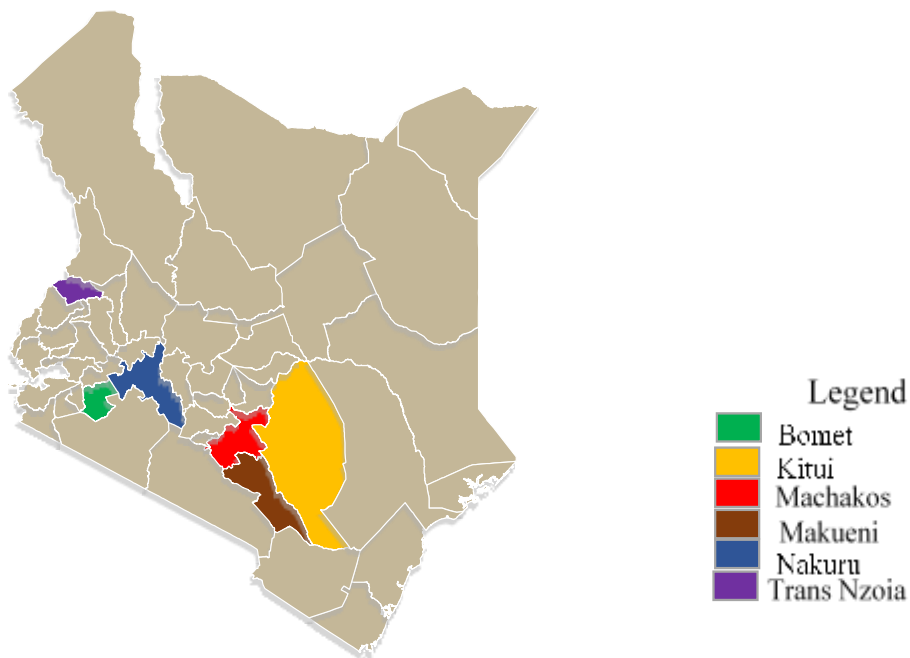 Legend
Bomet
Kitui
Machakos
Makueni
Nakuru
Trans Nzoia